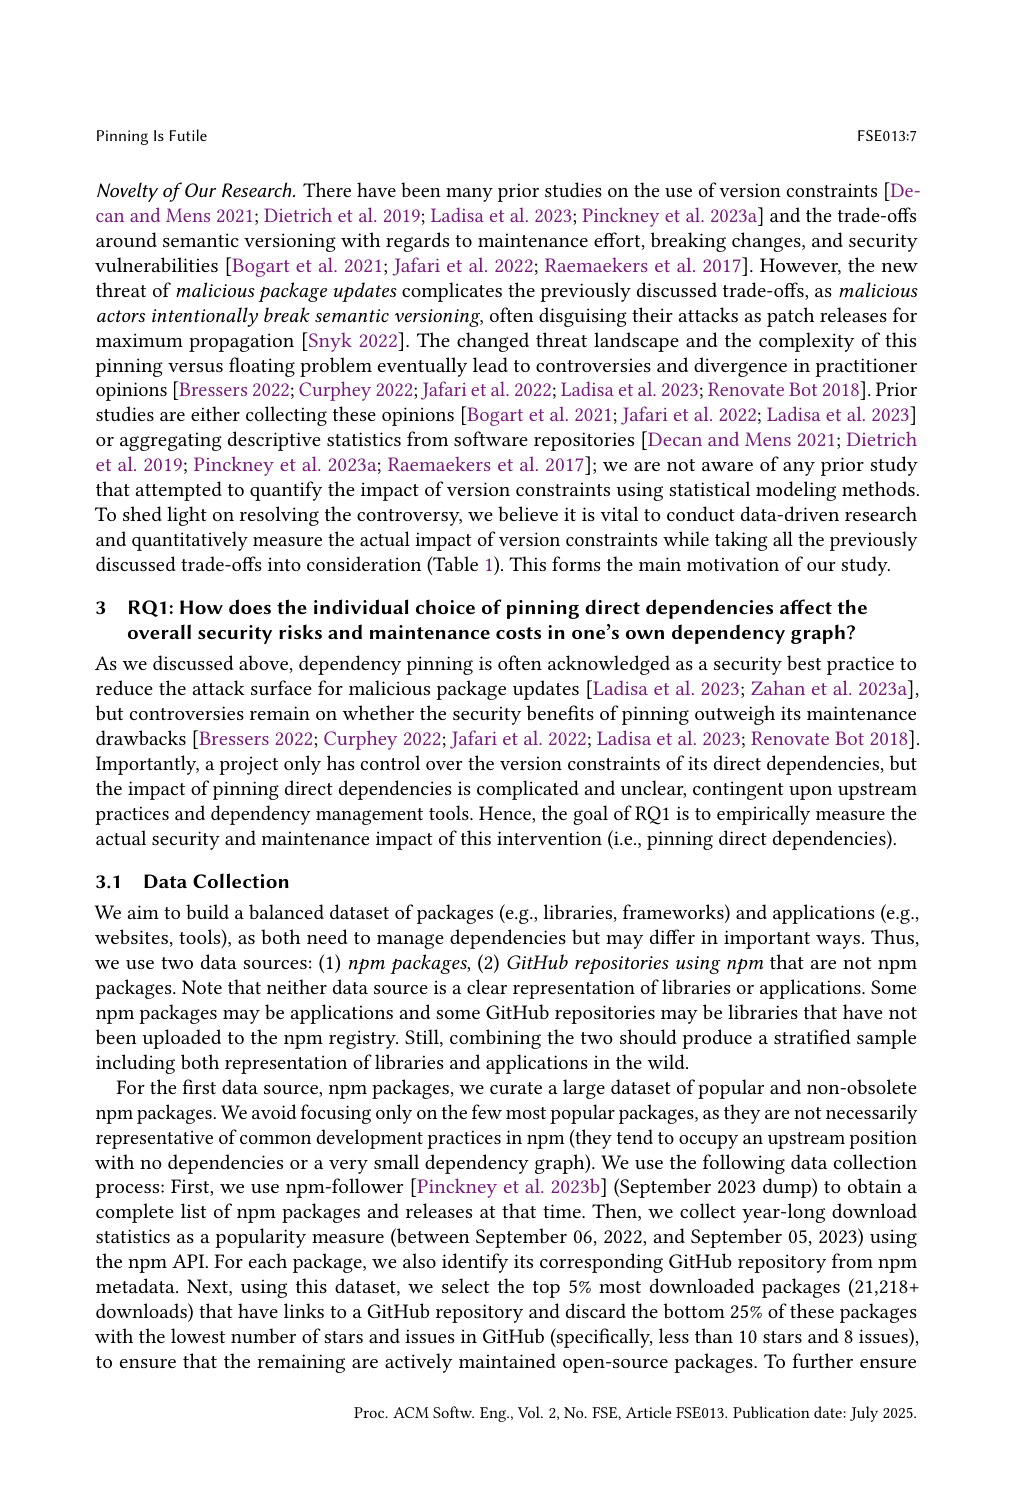 Pinning Is Futile
FSE013:7
Novelty of Our Research. There have been many prior studies on the use of version constraints [De-
can and Mens 2021; Dietrich et al. 2019; Ladisa et al. 2023; Pinckney et al. 2023a] and the trade-offs
around semantic versioning with regards to maintenance effort, breaking changes, and security
vulnerabilities [Bogart et al. 2021; Jafari et al. 2022; Raemaekers et al. 2017]. However, the new
threat of malicious package updates complicates the previously discussed trade-offs, as malicious
actors intentionally break semantic versioning, often disguising their attacks as patch releases for
maximum propagation [Snyk 2022]. The changed threat landscape and the complexity of this
pinning versus floating problem eventually lead to controversies and divergence in practitioner
opinions [Bressers 2022; Curphey 2022; Jafari et al. 2022; Ladisa et al. 2023; Renovate Bot 2018]. Prior
studies are either collecting these opinions [Bogart et al. 2021; Jafari et al. 2022; Ladisa et al. 2023]
or aggregating descriptive statistics from software repositories [Decan and Mens 2021; Dietrich
et al. 2019; Pinckney et al. 2023a; Raemaekers et al. 2017]; we are not aware of any prior study
that attempted to quantify the impact of version constraints using statistical modeling methods.
To shed light on resolving the controversy, we believe it is vital to conduct data-driven research
and quantitatively measure the actual impact of version constraints while taking all the previously
discussed trade-offs into consideration (Table 1). This forms the main motivation of our study.
3 RQ1: How does the individual choice of pinning direct dependencies affect the
overall security risks and maintenance costs in one's own dependency graph?
As we discussed above, dependency pinning is often acknowledged as a security best practice to
reduce the attack surface for malicious package updates [Ladisa et al. 2023; Zahan et al. 2023a],
but controversies remain on whether the security benefits of pinning outweigh its maintenance
drawbacks [Bressers 2022; Curphey 2022; Jafari et al. 2022; Ladisa et al. 2023; Renovate Bot 2018].
Importantly, a project only has control over the version constraints of its direct dependencies, but
the impact of pinning direct dependencies is complicated and unclear, contingent upon upstream
practices and dependency management tools. Hence, the goal of RQ1 is to empirically measure the
actual security and maintenance impact of this intervention (i.e., pinning direct dependencies).
3.1 Data Collection
We aim to build a balanced dataset of packages (e.g., libraries, frameworks) and applications (e.g.,
websites, tools), as both need to manage dependencies but may differ in important ways. Thus,
we use two data sources: (1) npm packages, (2) GitHub repositories using npm that are not npm
packages. Note that neither data source is a clear representation of libraries or applications. Some
npm packages may be applications and some GitHub repositories may be libraries that have not
been uploaded to the npm registry. Still, combining the two should produce a stratified sample
including both representation of libraries and applications in the wild.
For the first data source, npm packages, we curate a large dataset of popular and non-obsolete
npm packages. We avoid focusing only on the few most popular packages, as they are not necessarily
representative of common development practices in npm (they tend to occupy an upstream position
with no dependencies or a very small dependency graph). We use the following data collection
process: First, we use npm-follower [Pinckney et al. 2023b] (September 2023 dump) to obtain a
complete list of npm packages and releases at that time. Then, we collect year-long download
statistics as a popularity measure (between September 06, 2022, and September 05, 2023) using
the npm API. For each package, we also identify its corresponding GitHub repository from npm
metadata. Next, using this dataset, we select the top 5% most downloaded packages (21,218+
downloads) that have links to a GitHub repository and discard the bottom 25% of these packages
with the lowest number of stars and issues in GitHub (specifically, less than 10 stars and 8 issues),
to ensure that the remaining are actively maintained open-source packages. To further ensure
Proc. ACM Softw. Eng., Vol. 2, No. FSE, Article FSE013. Publication date: July 2025.